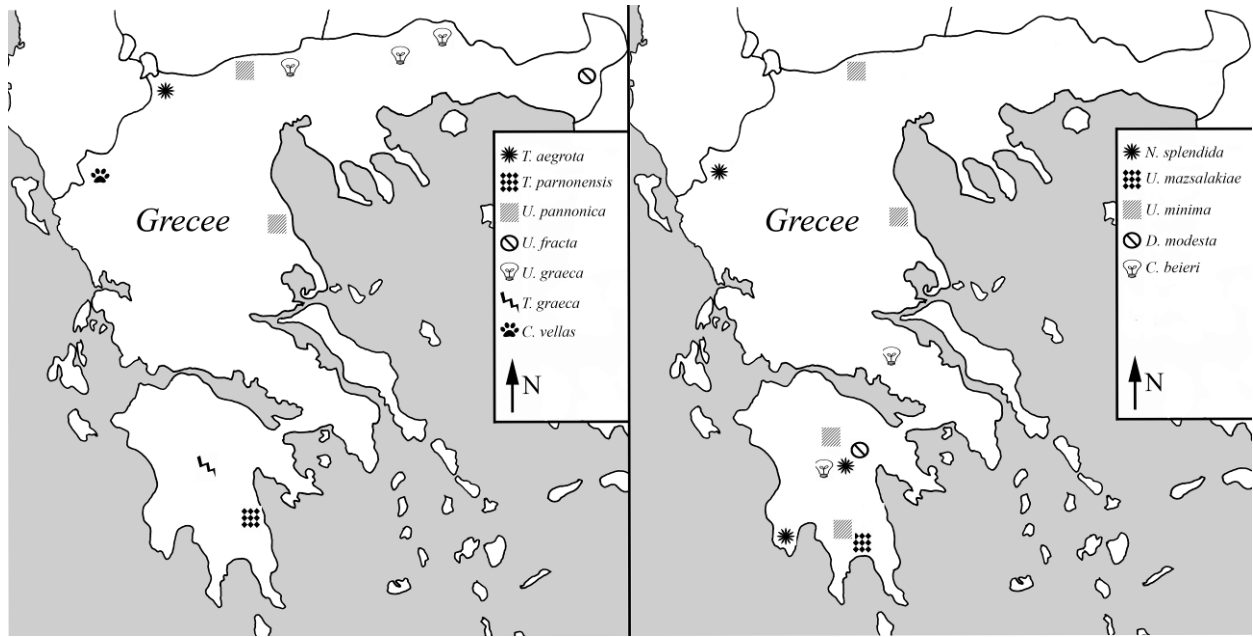 Grecee
T. aegrota
T. parnonensis
U. pannonica
U. fracta
U. graeca
T. graeca
C. vellas
N
Grecee
N. splendida
U. mazsalakiae
U. minima
D. modesta
C. beieri
N